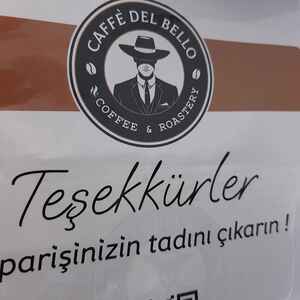 CAFFÈ DEL BELLO
COFFEE & ROASTERY
Teşekkürler
parişinizin tadını çıkarın !